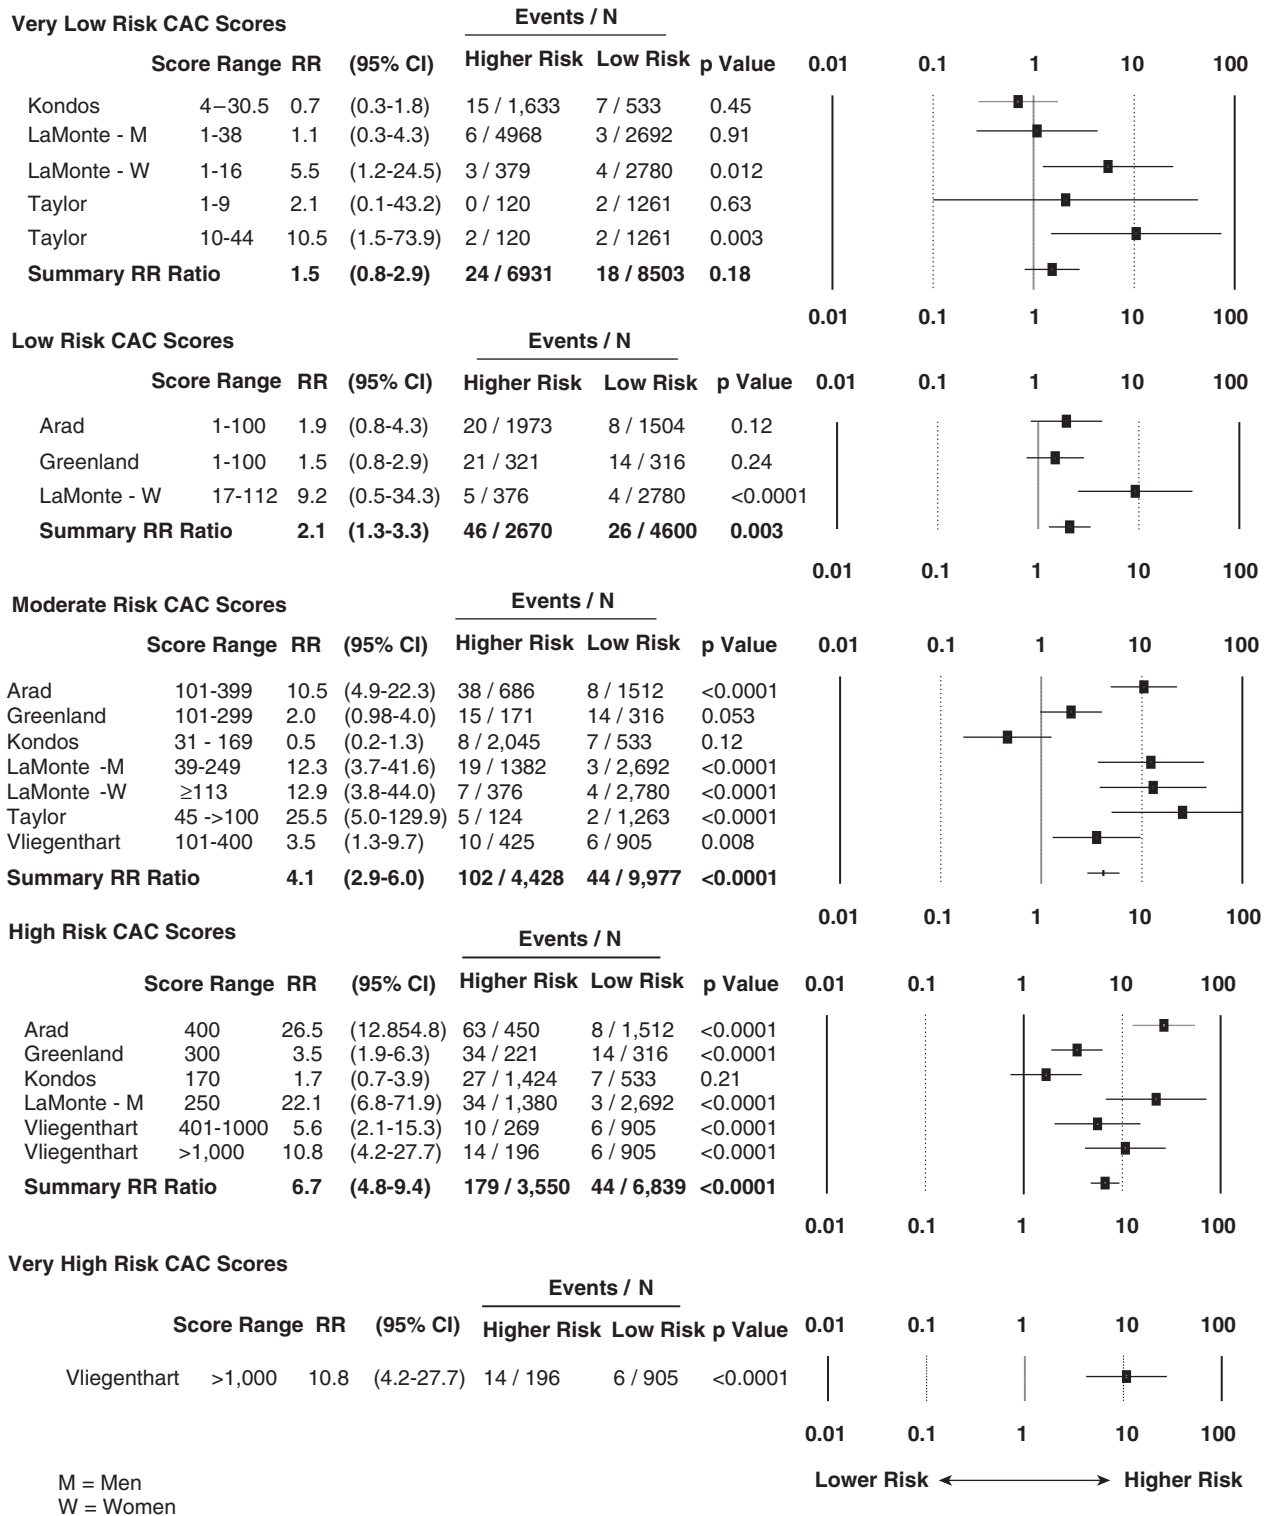 Very Low Risk CAC Scores
Events / N
Score Range RR (95% CI) Higher Risk Low Risk p Value 0.01 0.1 1 10 100
Kondos 4–30.5 0.7 (0.3-1.8) 15 / 1,633 7 / 533 0.45
LaMonte - M 1-38 1.1 (0.3-4.3) 6 / 4968 3 / 2692 0.91
LaMonte - W 1-16 5.5 (1.2-24.5) 3 / 379 4 / 2780 0.012
Taylor 1-9 2.1 (0.1-43.2) 0 / 120 2 / 1261 0.63
Taylor 10-44 10.5 (1.5-73.9) 2 / 120 2 / 1261 0.003
Summary RR Ratio 1.5 (0.8-2.9) 24 / 6931 18 / 8503 0.18
0.01 0.1 1 10 100
Low Risk CAC Scores
Events / N
Score Range RR (95% CI) Higher Risk Low Risk p Value 0.01 0.1 1 10 100
Arad 1-100 1.9 (0.8-4.3) 20 / 1973 8 / 1504 0.12
Greenland 1-100 1.5 (0.8-2.9) 21 / 321 14 / 316 0.24
LaMonte - W 17-112 9.2 (0.5-34.3) 5 / 376 4 / 2780 <0.0001
Summary RR Ratio 2.1 (1.3-3.3) 46 / 2670 26 / 4600 0.003
0.01 0.1 1 10 100
Moderate Risk CAC Scores
Events / N
Score Range RR (95% CI) Higher Risk Low Risk p Value 0.01 0.1 1 10 100
Arad 101-399 10.5 (4.9-22.3) 38 / 686 8 / 1512 <0.0001
Greenland 101-299 2.0 (0.98-4.0) 15 / 171 14 / 316 0.053
Kondos 31 - 169 0.5 (0.2-1.3) 8 / 2,045 7 / 533 0.12
LaMonte -M 39-249 12.3 (3.7-41.6) 19 / 1382 3 / 2,692 <0.0001
LaMonte -W ≥113 12.9 (3.8-44.0) 7 / 376 4 / 2,780 <0.0001
Taylor 45 ->100 25.5 (5.0-129.9) 5 / 124 2 / 1,263 <0.0001
Vliegenthart 101-400 3.5 (1.3-9.7) 10 / 425 6 / 905 0.008
Summary RR Ratio 4.1 (2.9-6.0) 102 / 4,428 44 / 9,977 <0.0001
0.01 0.1 1 10 100
High Risk CAC Scores
Events / N
Score Range RR (95% CI) Higher Risk Low Risk p Value 0.01 0.1 1 10 100
Arad 400 26.5 (12.854.8) 63 / 450 8 / 1,512 <0.0001
Greenland 300 3.5 (1.9-6.3) 34 / 221 14 / 316 <0.0001
Kondos 170 1.7 (0.7-3.9) 27 / 1,424 7 / 533 0.21
LaMonte - M 250 22.1 (6.8-71.9) 34 / 1,380 3 / 2,692 <0.0001
Vliegenthart 401-1000 5.6 (2.1-15.3) 10 / 269 6 / 905 <0.0001
Vliegenthart >1,000 10.8 (4.2-27.7) 14 / 196 6 / 905 <0.0001
Summary RR Ratio 6.7 (4.8-9.4) 179 / 3,550 44 / 6,839 <0.0001
0.01 0.1 1 10 100
Very High Risk CAC Scores
Events / N
Score Range RR (95% CI) Higher Risk Low Risk p Value 0.01 0.1 1 10 100
Vliegenthart >1,000 10.8 (4.2-27.7) 14 / 196 6 / 905 <0.0001
0.01 0.1 1 10 100
Lower Risk Higher Risk
M = Men
W = Women